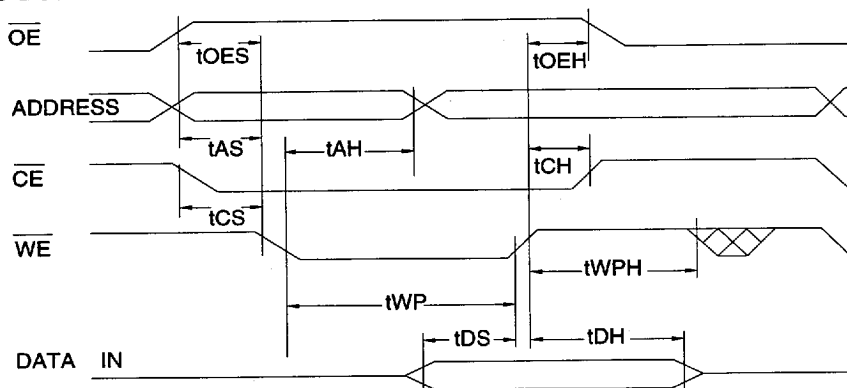 OE
tOES
tOEH
ADDRESS
tAS
tAH
tCH
CE
tCS
WE
tWPH
tWP
tDS
tDH
DATA IN